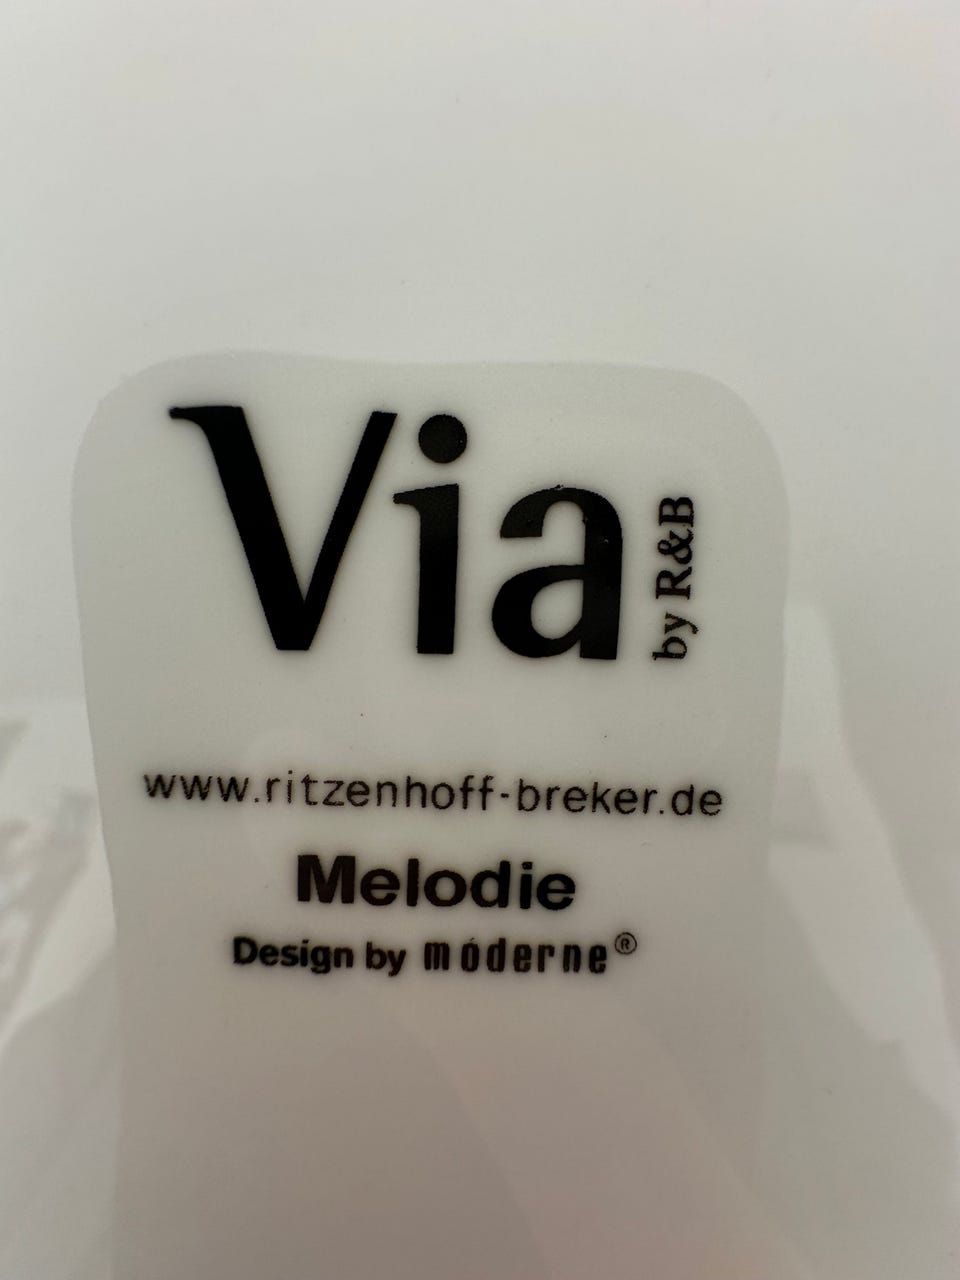 Via by R&B
www.ritzenhoff-breker.de
Melodie
Design by móderne®